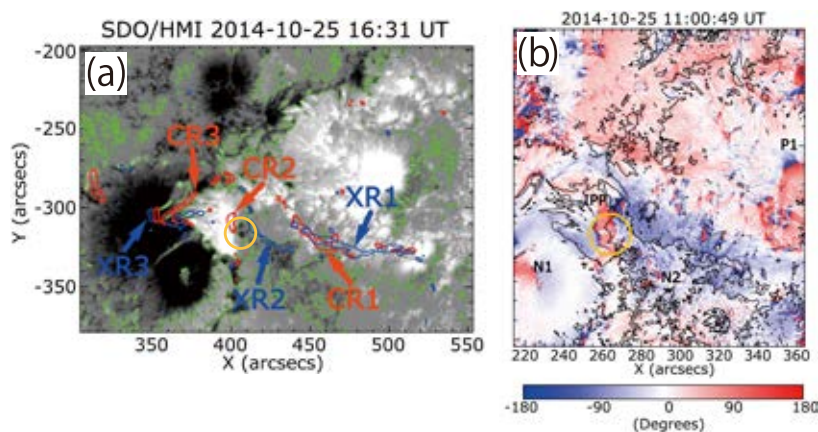 SDO/HMI 2014-10-25 16:31 UT
(a)
-200
-250
-300
-350
Y (arcsecs)
CR3
CR2
XR1
XR3
XR2
CR1
350 400 450 500 550
X (arcsecs)
2014-10-25 11:00:49 UT
(b)
P1
IPP
N1
N2
220 240 260 280 300 320 340 360
X (arcsecs)
-180 -90 0 90 180
(Degrees)